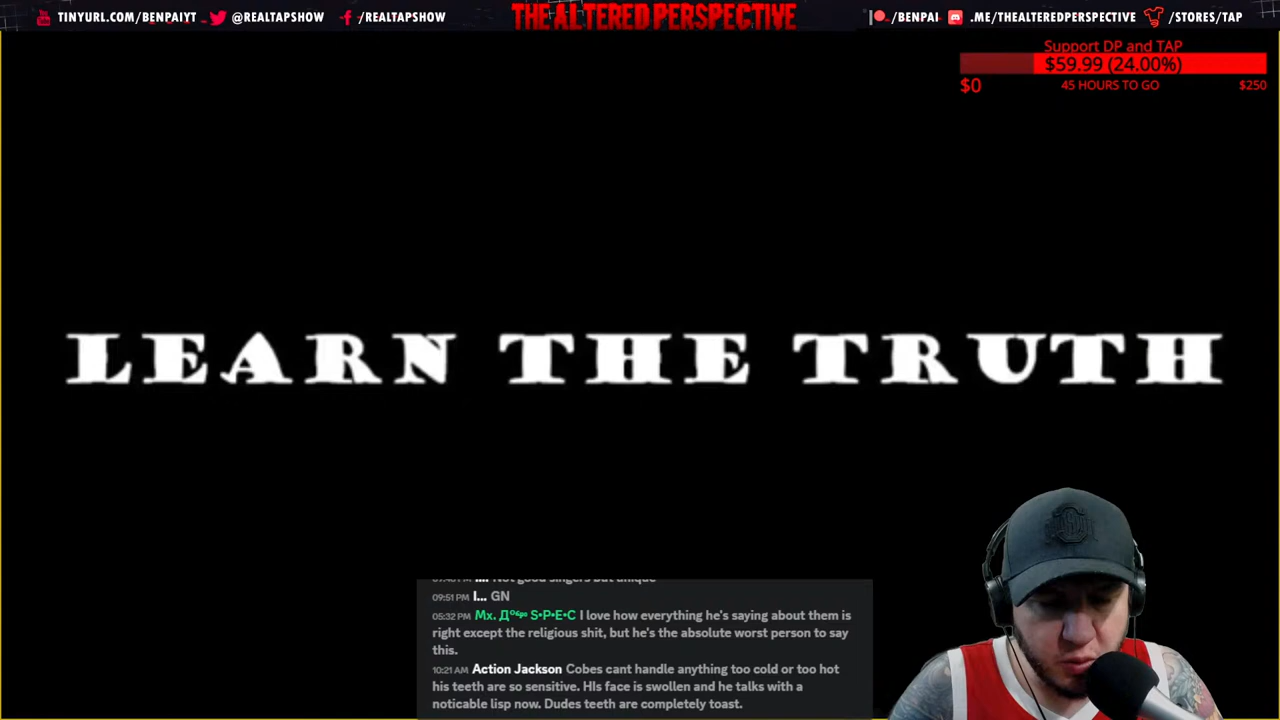 TINYURL.COM/BENPAIYT @REALTAPSHOW /REALTAPSHOW THE ALTERED PERSPECTIVE /BENPAI .ME/THEALTEREDPERSPECTIVE /STORES/TAP
Support DP and TAP
$59.99 (24.00%)
$0 45 HOURS TO GO $250
LEARN THE TRUTH
Not good singers but unique
09:51 PM I... GN
05:32 PM Mx. S•P•E•C I love how everything he's saying about them is
right except the religious shit, but he's the absolute worst person to say
this.
10:21 AM Action Jackson Cobes cant handle anything too cold or too hot
his teeth are so sensitive. HIs face is swollen and he talks with a
noticable lisp now. Dudes teeth are completely toast.